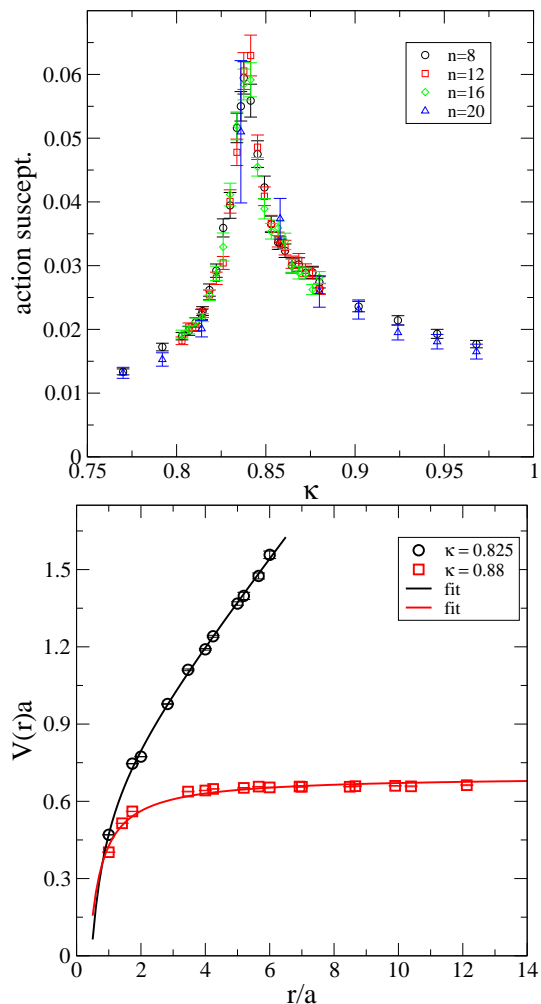 action suscept.
0.06
0.05
0.04
0.03
0.02
0.01
0
n=8
n=12
n=16
n=20
0.75 0.8 0.85 0.9 0.95 1
κ
V(r)a
1.5
1.2
0.9
0.6
0.3
0
κ = 0.825
κ = 0.88
fit
fit
0 2 4 6 8 10 12 14
r/a